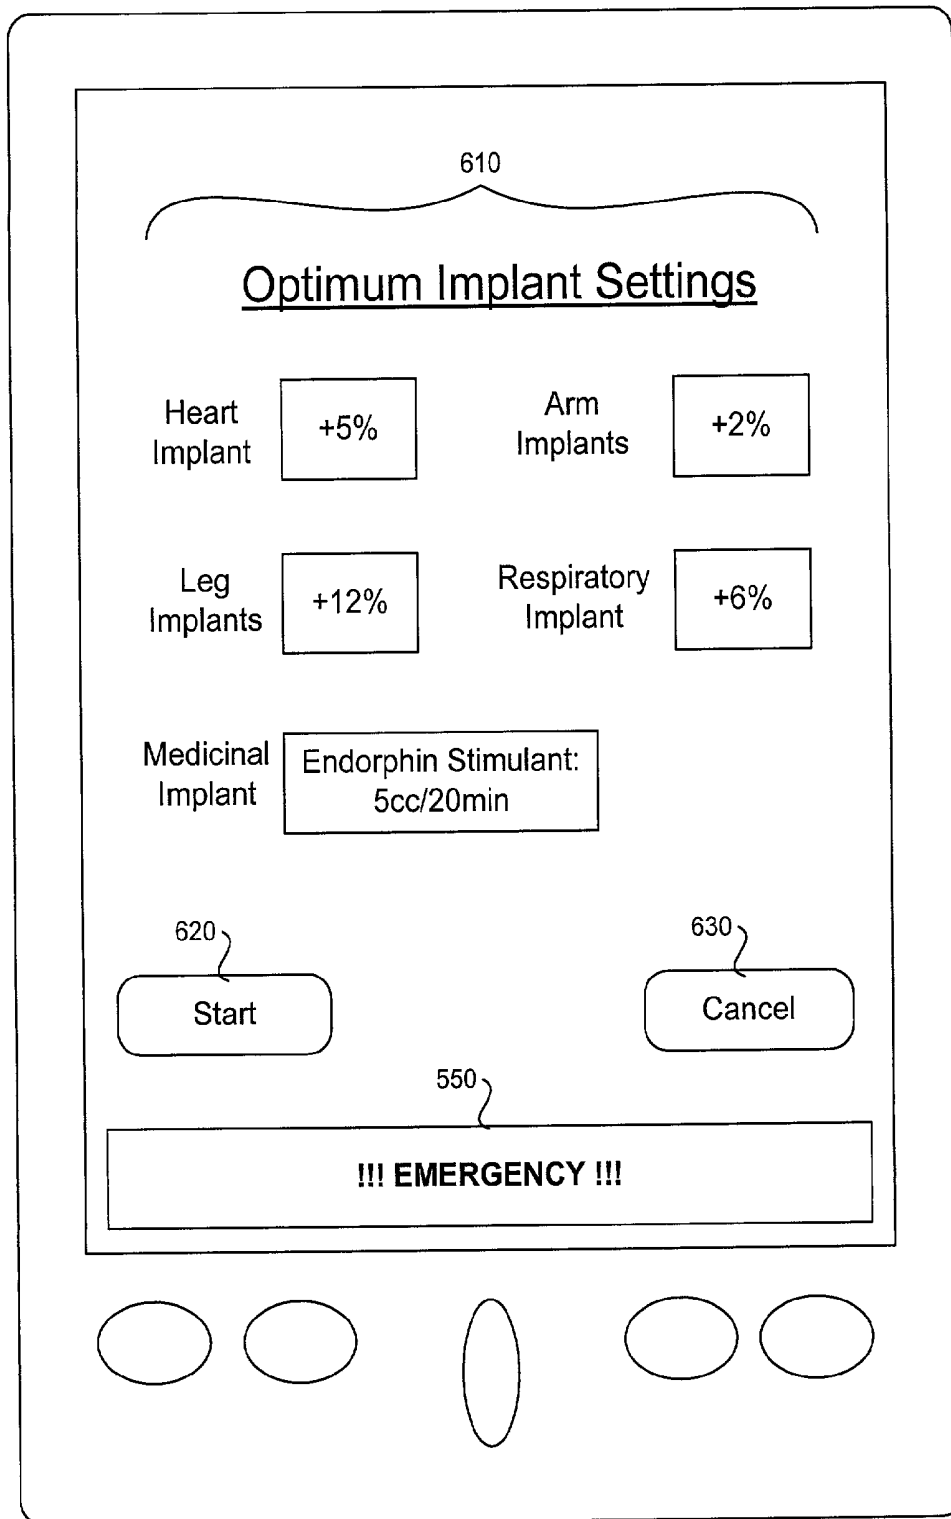 610
Optimum Implant Settings
Heart
Implant
+5%
Arm
Implants
+2%
Leg
Implants
+12%
Respiratory
Implant
+6%
Medicinal
Implant
Endorphin Stimulant:
5cc/20min
620
630
Start
Cancel
550
!!! EMERGENCY !!!